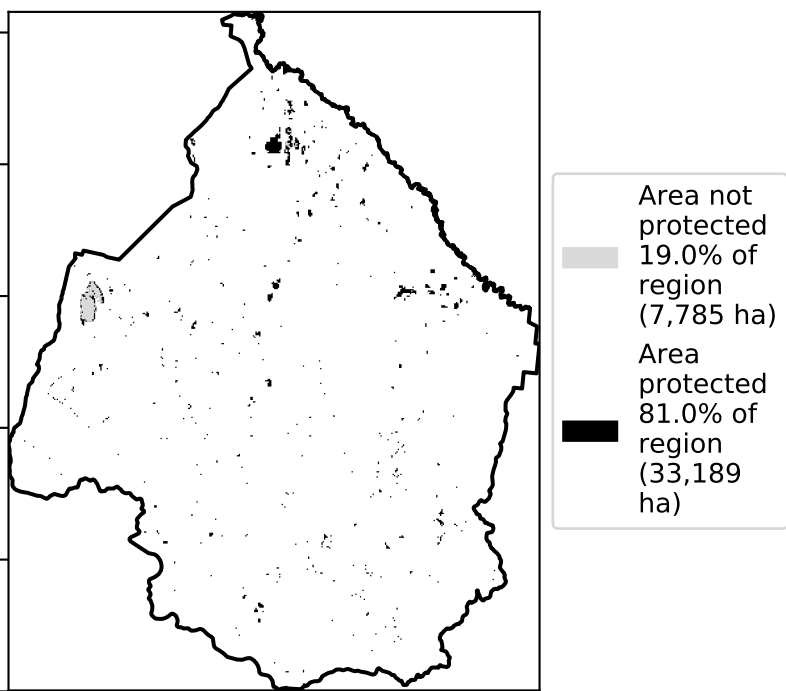 Area not
protected
19.0% of
region
(7,785 ha)
Area
protected
81.0% of
region
(33,189
ha)